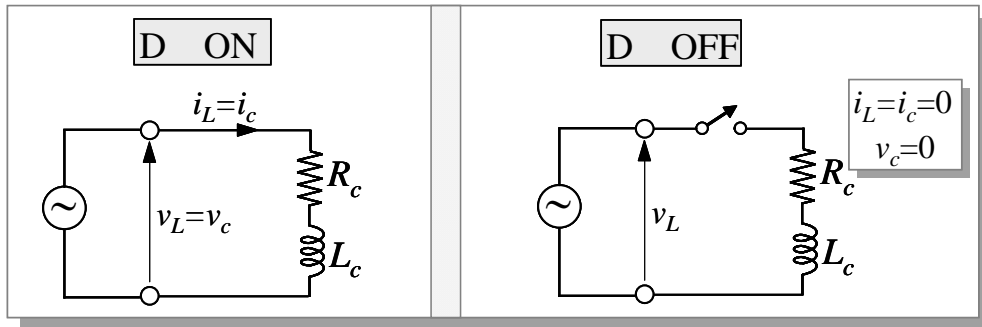 D ON
i_L=i_c
R_c
v_L=v_c
L_c
D OFF
i_L=i_c=0
v_c=0
R_c
v_L
L_c